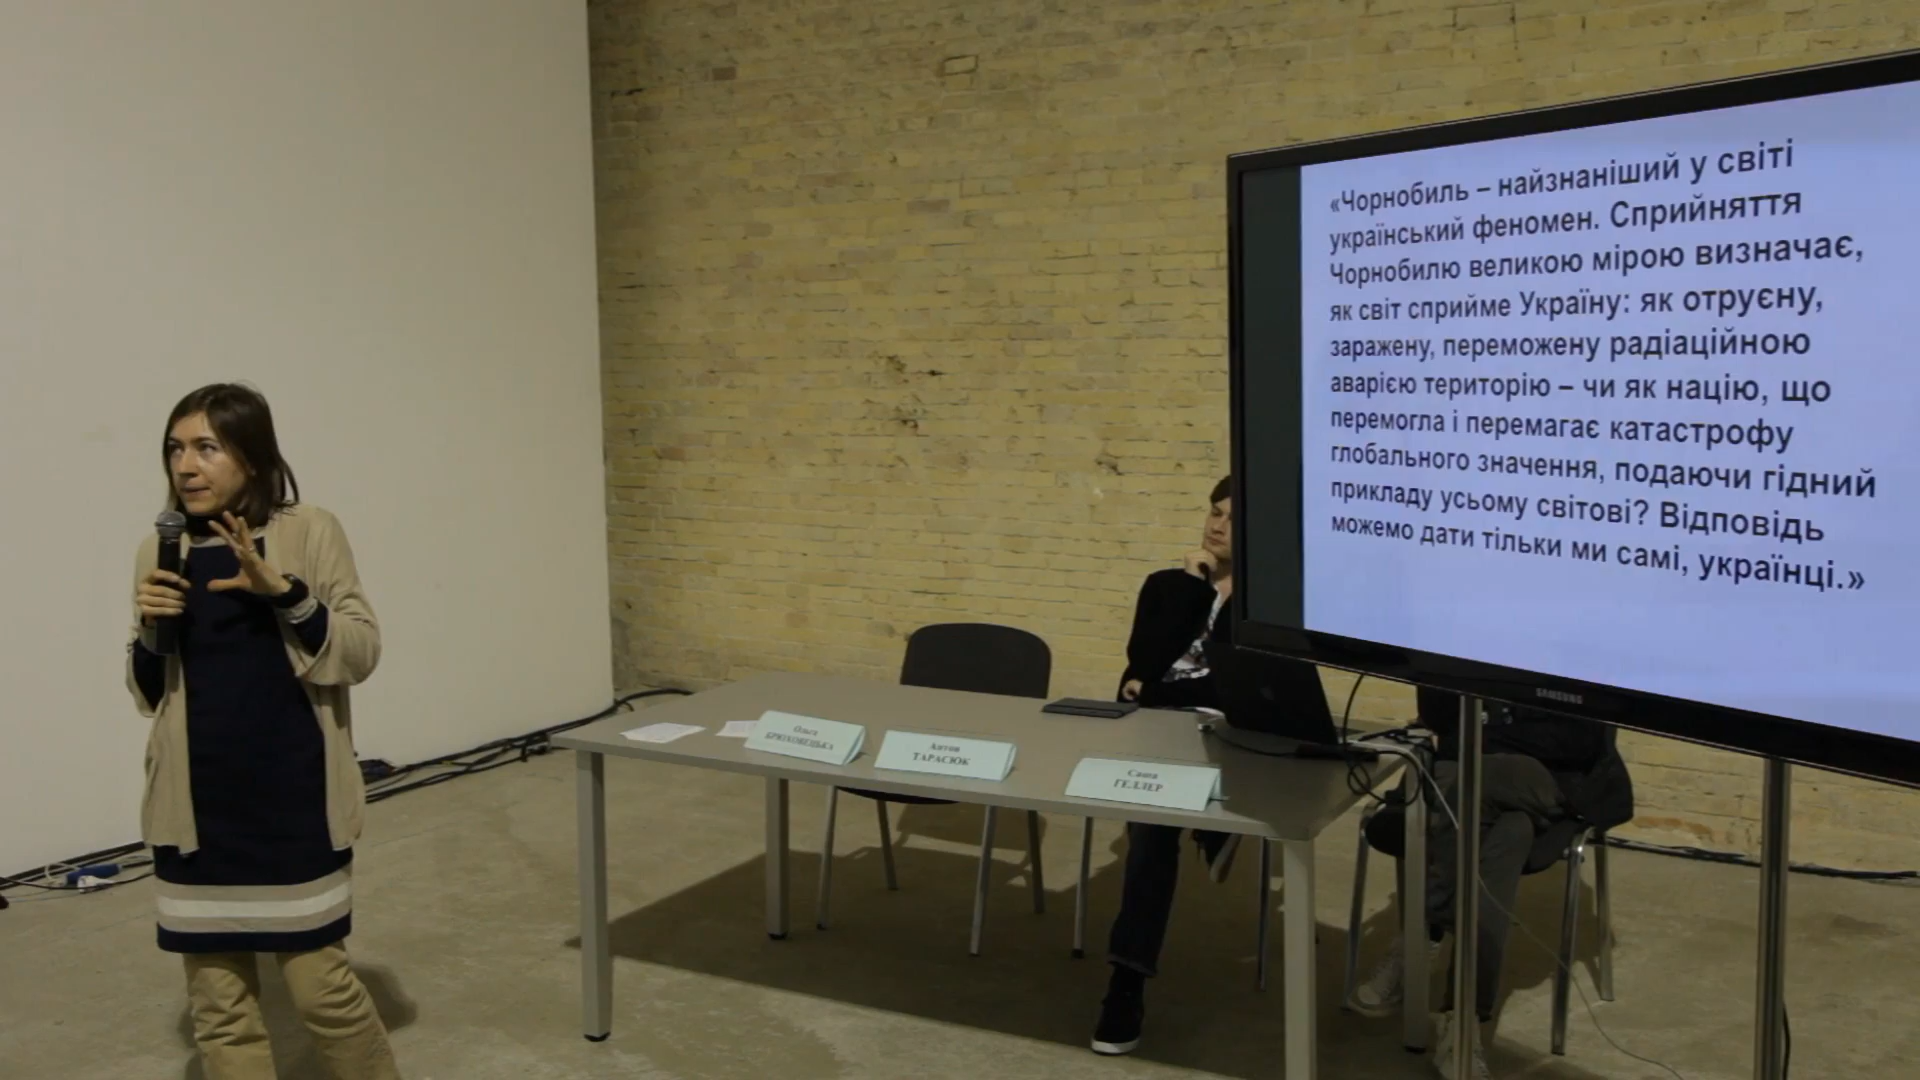 «Чорнобиль – найзнаніший у світі
український феномен. Сприйняття
Чорнобилю великою мірою визначає,
як світ сприйме Україну: як отруєну,
заражену, переможену радіаційною
аварією територію – чи як націю, що
перемогла і перемагає катастрофу
глобального значення, подаючи гідний
прикладу усьому світові? Відповідь
можемо дати тільки ми самі, українці.»
SAMSUNG
Ольга
БРЮХОВЕЦЬКА
Антон
ТАРАСЮК
Саша
ГЕЛЛЕР